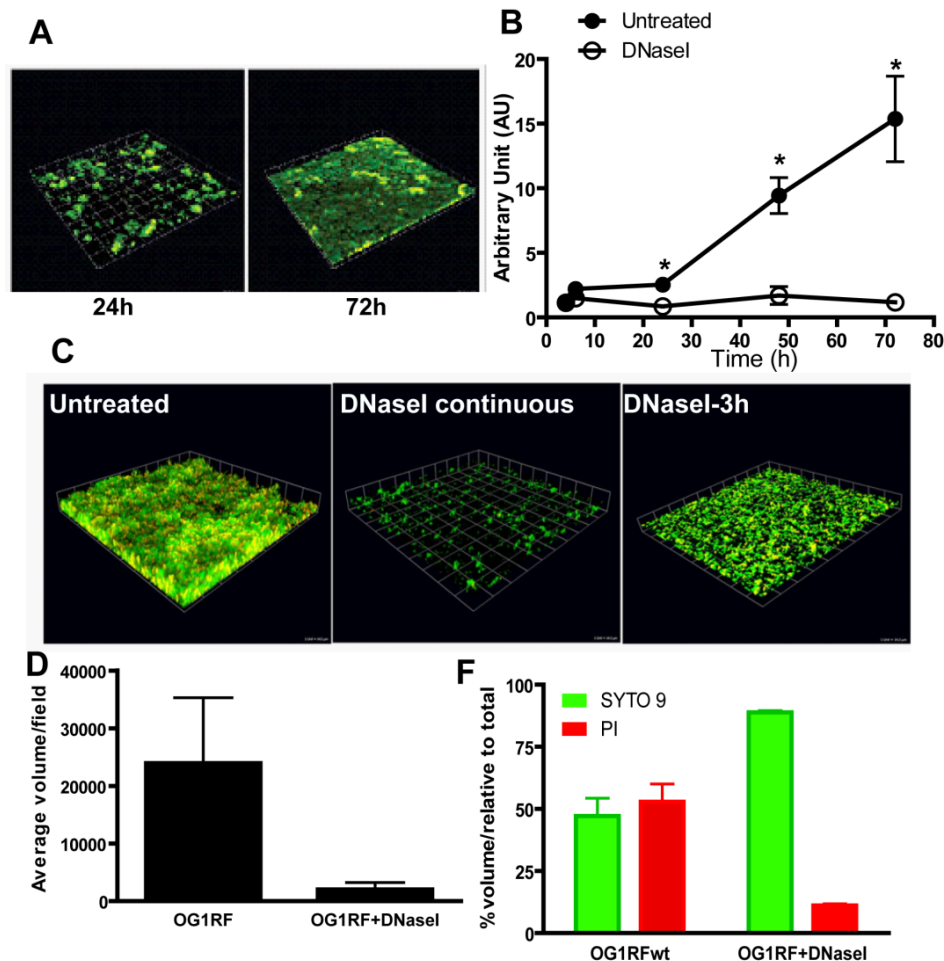 A
24h
72h
B
Untreated
DNaseI
*
*
*
Arbitrary Unit (AU)
20
15
10
5
0
0 10 20 30 40 50 60 70 80
Time (h)
C
Untreated
DNaseI continuous
DNaseI-3h
D
Average volume/field
40000
30000
20000
10000
0
OG1RF
OG1RF+DNaseI
F
SYTO 9
PI
% volume/relative to total
100
75
50
25
0
OG1RFwt
OG1RF+DNaseI